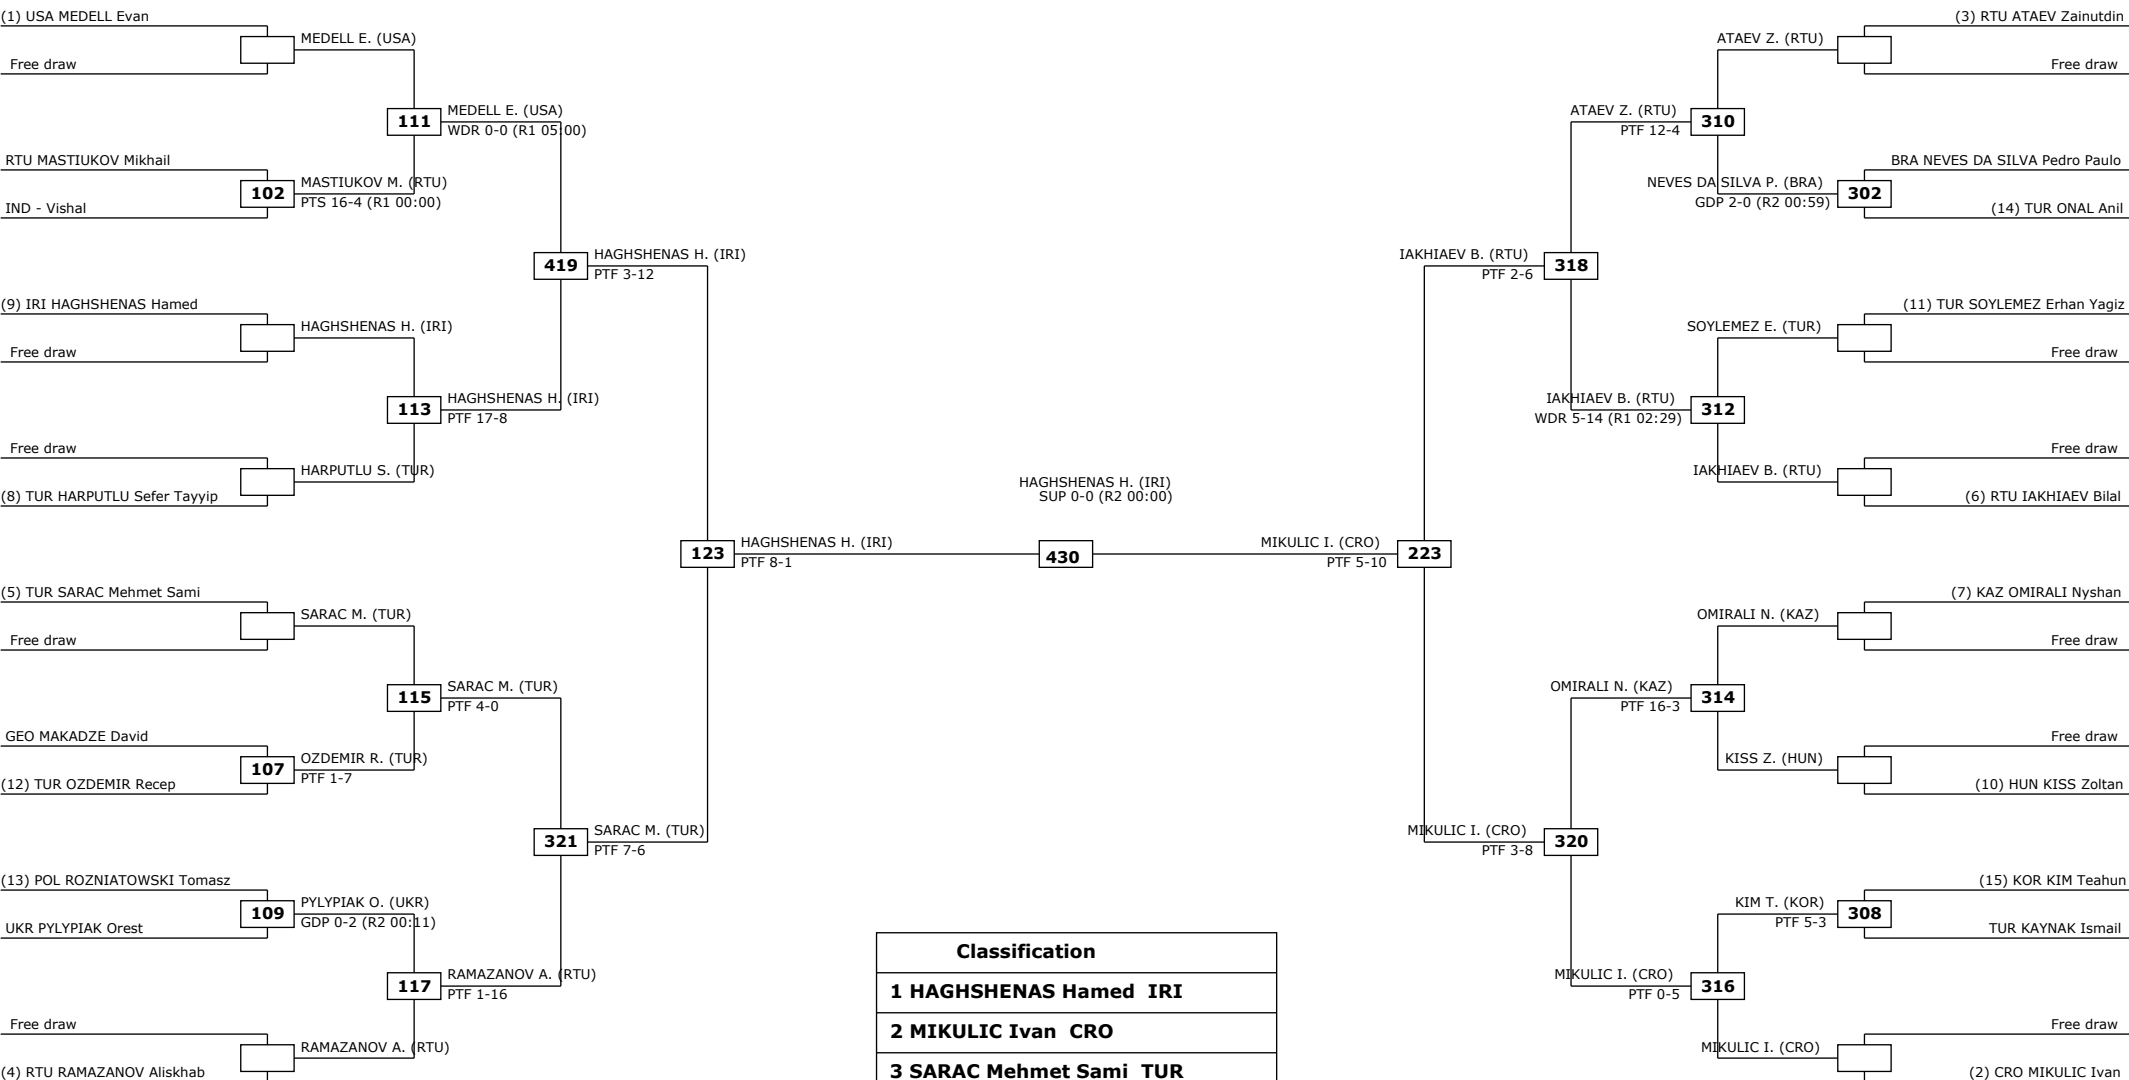 (1) USA MEDELL Evan
MEDELL E. (USA)
Free draw
111
MEDELL E. (USA)
WDR 0-0 (R1 05:00)
RTU MASTIUKOV Mikhail
102
MASTIUKOV M. (RTU)
PTS 16-4 (R1 00:00)
IND - Vishal
419
HAGHSHENAS H. (IRI)
PTF 3-12
(9) IRI HAGHSHENAS Hamed
HAGHSHENAS H. (IRI)
Free draw
113
HAGHSHENAS H. (IRI)
PTF 17-8
Free draw
HARPUTLU S. (TUR)
(8) TUR HARPUTLU Sefer Tayyip
123
HAGHSHENAS H. (IRI)
PTF 8-1
(5) TUR SARAC Mehmet Sami
SARAC M. (TUR)
Free draw
115
SARAC M. (TUR)
PTF 4-0
GEO MAKADZE David
107
OZDEMIR R. (TUR)
PTF 1-7
(12) TUR OZDEMIR Recep
321
SARAC M. (TUR)
PTF 7-6
(13) POL ROZNIATOWSKI Tomasz
109
PYLYPIAK O. (UKR)
GDP 0-2 (R2 00:11)
UKR PYLYPIAK Orest
117
RAMAZANOV A. (RTU)
PTF 1-16
Free draw
RAMAZANOV A. (RTU)
(4) RTU RAMAZANOV Aliskhab
HAGHSHENAS H. (IRI)
SUP 0-0 (R2 00:00)
430
(3) RTU ATAEV Zainutdin
ATAEV Z. (RTU)
Free draw
ATAEV Z. (RTU)
PTF 12-4
310
BRA NEVES DA SILVA Pedro Paulo
NEVES DA SILVA P. (BRA)
GDP 2-0 (R2 00:59)
302
(14) TUR ONAL Anil
IAKHIAEV B. (RTU)
PTF 2-6
318
(11) TUR SOYLEMEZ Erhan Yagiz
SOYLEMEZ E. (TUR)
Free draw
IAKHIAEV B. (RTU)
WDR 5-14 (R1 02:29)
312
Free draw
IAKHIAEV B. (RTU)
(6) RTU IAKHIAEV Bilal
MIKULIC I. (CRO)
PTF 5-10
223
(7) KAZ OMIRALI Nyshan
OMIRALI N. (KAZ)
Free draw
OMIRALI N. (KAZ)
PTF 16-3
314
Free draw
KISS Z. (HUN)
(10) HUN KISS Zoltan
MIKULIC I. (CRO)
PTF 3-8
320
(15) KOR KIM Teahun
KIM T. (KOR)
PTF 5-3
308
TUR KAYNAK Ismail
MIKULIC I. (CRO)
PTF 0-5
316
Free draw
MIKULIC I. (CRO)
(2) CRO MIKULIC Ivan
Classification
1 HAGHSHENAS Hamed IRI
2 MIKULIC Ivan CRO
3 SARAC Mehmet Sami TUR